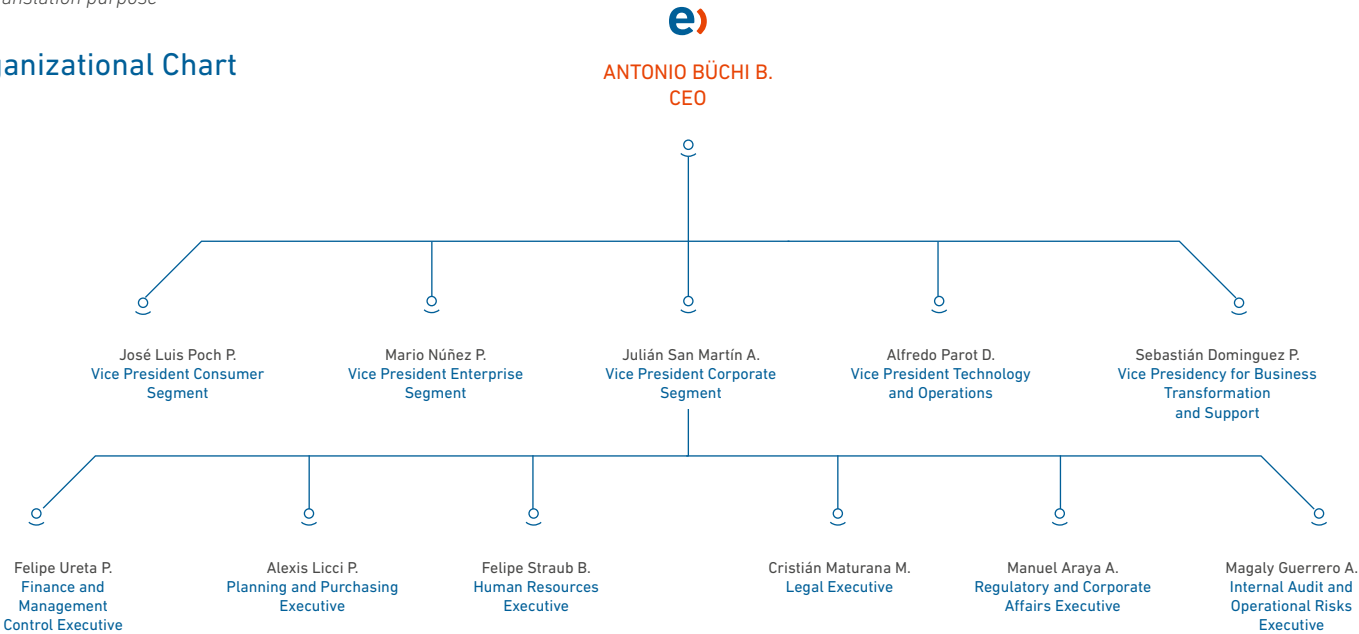 anslation purpose
ganizational Chart
e)
ANTONIO BÜCHI B.
CEO
José Luis Poch P.
Vice President Consumer
Segment
Mario Núñez P.
Vice President Enterprise
Segment
Julián San Martín A.
Vice President Corporate
Segment
Alfredo Parot D.
Vice President Technology
and Operations
Sebastián Dominguez P.
Vice Presidency for Business
Transformation
and Support
Felipe Ureta P.
Finance and
Management
Control Executive
Alexis Licci P.
Planning and Purchasing
Executive
Felipe Straub B.
Human Resources
Executive
Cristián Maturana M.
Legal Executive
Manuel Araya A.
Regulatory and Corporate
Affairs Executive
Magaly Guerrero A.
Internal Audit and
Operational Risks
Executive